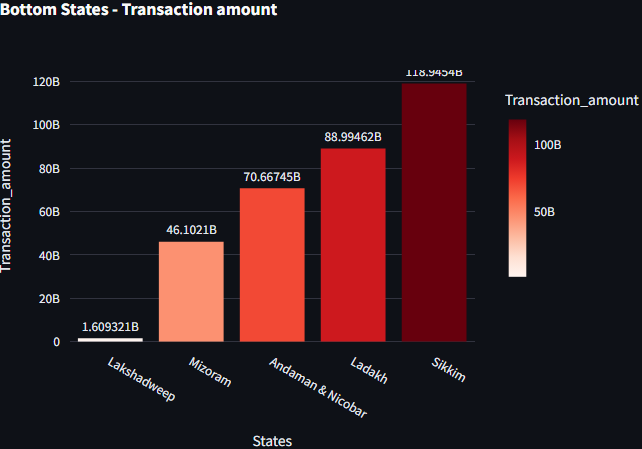 Bottom States - Transaction amount
Transaction_amount
120B
100B
80B
60B
40B
20B
0
1.609321B
46.1021B
70.66745B
88.99462B
118.9454B
Lakshadweep
Mizoram
Andaman & Nicobar
Ladakh
Sikkim
States
Transaction_amount
100B
50B